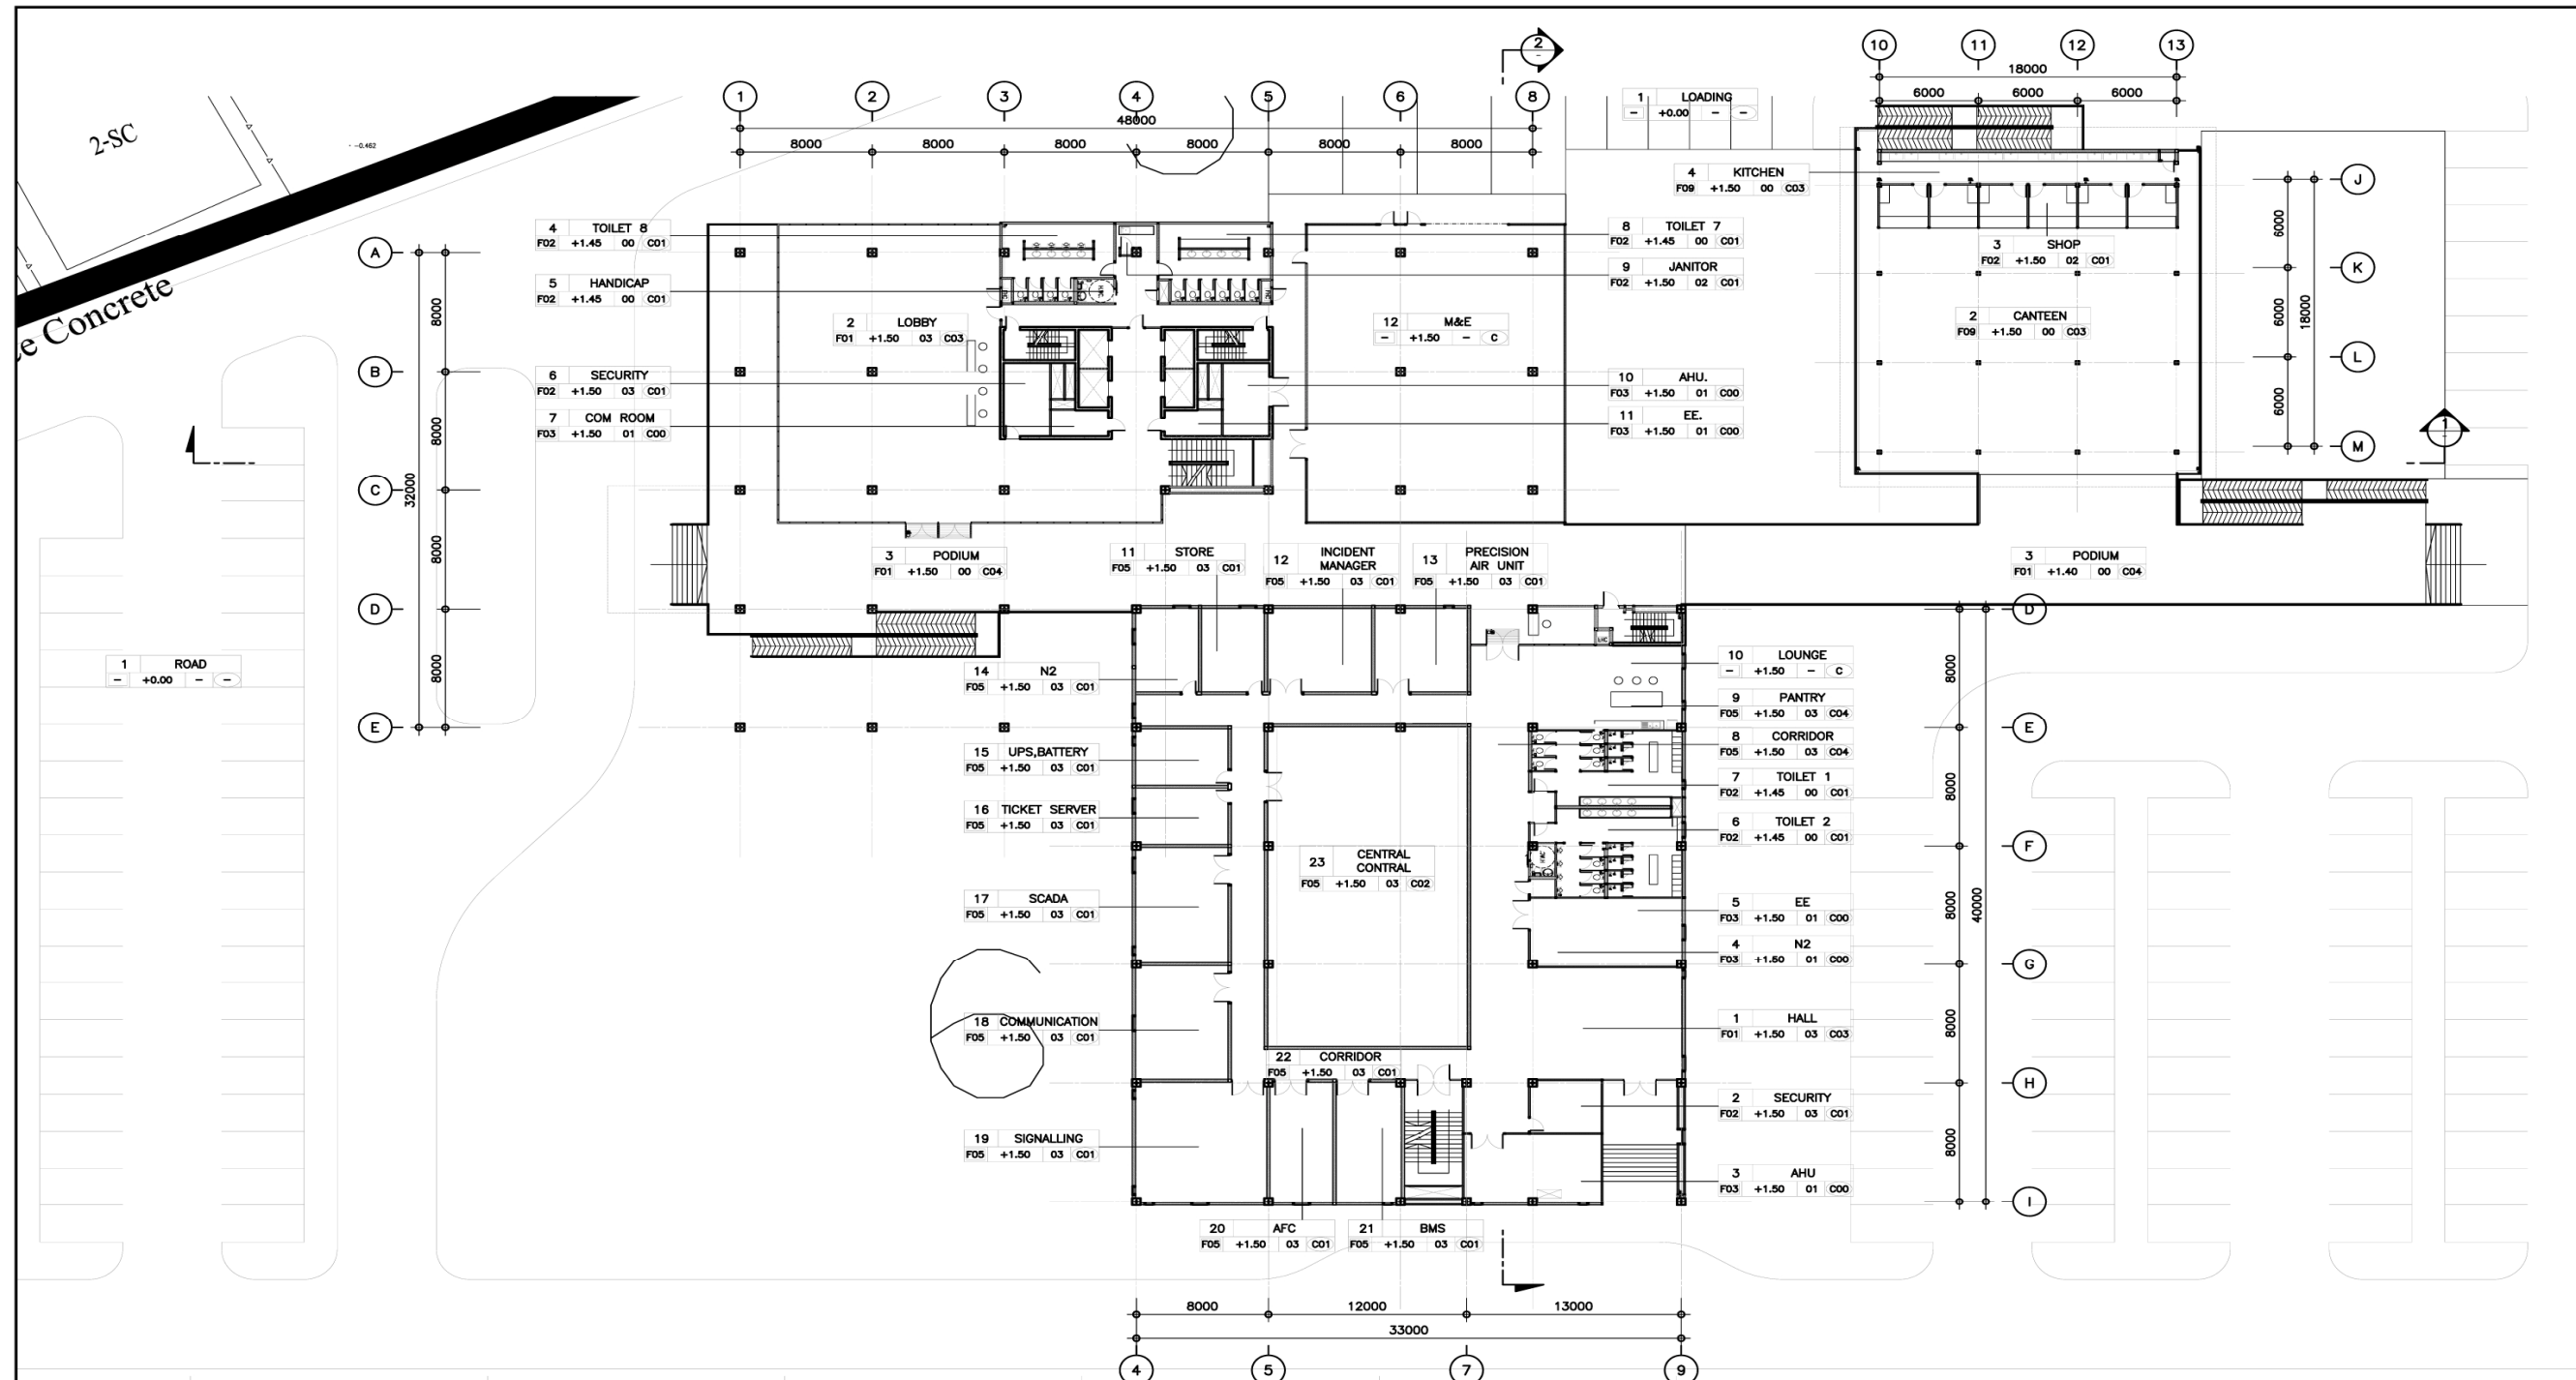 2
-
10 11 12 13
18000
6000 6000 6000
1 2 3 4 5 6 8
48000
8000 8000 8000 8000 8000 8000
2-SC
-0.462
ce Concrete
1 LOADING
- +0.00 - -
4 KITCHEN
F09 +1.50 00 C03
3 SHOP
F02 +1.50 02 C01
2 CANTEEN
F09 +1.50 00 C03
J
K
L
M
6000
6000
6000
18000
1
-
A
B
C
D
E
8000
8000
8000
8000
32000
4 TOILET 8
F02 +1.45 00 C01
5 HANDICAP
F02 +1.45 00 C01
2 LOBBY
F01 +1.50 03 C03
6 SECURITY
F02 +1.50 03 C01
7 COM ROOM
F03 +1.50 01 C00
8 TOILET 7
F02 +1.45 00 C01
9 JANITOR
F02 +1.50 02 C01
12 M&E
- +1.50 - C
10 AHU.
F03 +1.50 01 C00
11 EE.
F03 +1.50 01 C00
3 PODIUM
F01 +1.50 00 C04
11 STORE
F05 +1.50 03 C01
12 INCIDENT
MANAGER
F05 +1.50 03 C01
13 PRECISION
AIR UNIT
F05 +1.50 03 C01
3 PODIUM
F01 +1.40 00 C04
1 ROAD
- +0.00 - -
14 N2
F05 +1.50 03 C01
15 UPS,BATTERY
F05 +1.50 03 C01
16 TICKET SERVER
F05 +1.50 03 C01
17 SCADA
F05 +1.50 03 C01
18 COMMUNICATION
F05 +1.50 03 C01
19 SIGNALLING
F05 +1.50 03 C01
23 CENTRAL
CONTRAL
F05 +1.50 03 C02
22 CORRIDOR
F05 +1.50 03 C01
20 AFC
F05 +1.50 03 C01
21 BMS
F05 +1.50 03 C01
10 LOUNGE
- +1.50 - C
9 PANTRY
F05 +1.50 03 C04
8 CORRIDOR
F05 +1.50 03 C04
7 TOILET 1
F02 +1.45 00 C01
6 TOILET 2
F02 +1.45 00 C01
5 EE
F03 +1.50 01 C00
4 N2
F03 +1.50 01 C00
1 HALL
F01 +1.50 03 C03
2 SECURITY
F02 +1.50 03 C01
3 AHU
F03 +1.50 01 C00
D
E
F
G
H
I
8000
8000
8000
8000
8000
40000
8000 12000 13000
33000
4 5 7 9